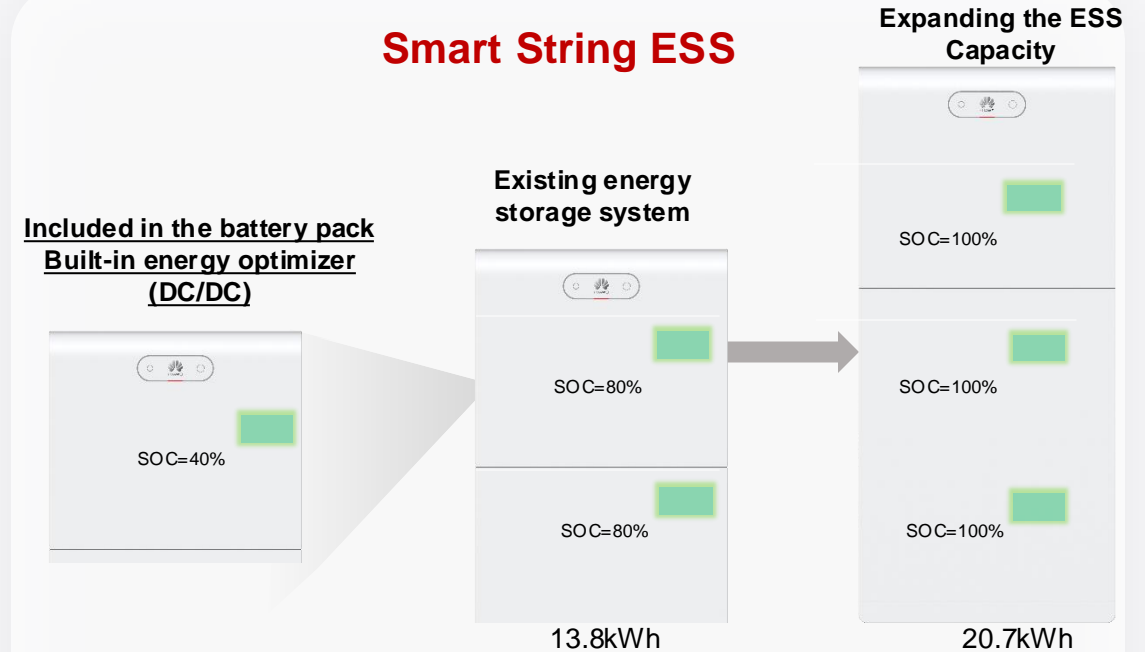 Smart String ESS
Expanding the ESS
Capacity
Included in the battery pack
Built-in energy optimizer
(DC/DC)
SOC=40%
Existing energy
storage system
SOC=80%
SOC=80%
13.8kWh
SOC=100%
SOC=100%
SOC=100%
20.7kWh